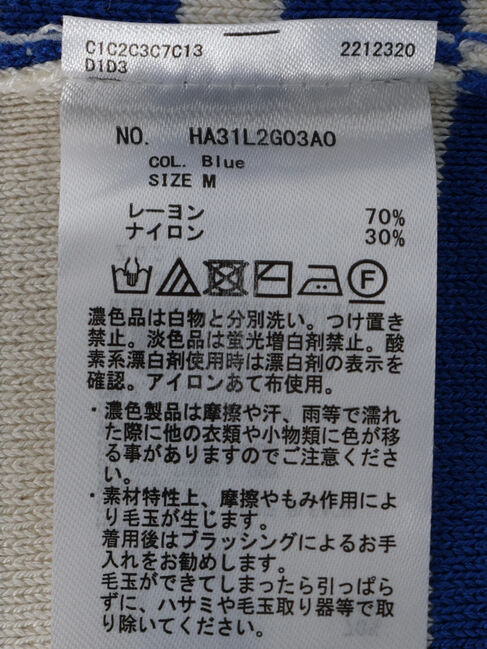 C1C2C3C7C13 2212320
D1D3
NO. HA31L2G03A0
COL. Blue
SIZE M
レーヨン 70%
ナイロン 30%
F
濃色品は白物と分別洗い。つけ置き
禁止。淡色品は蛍光増白剤禁止。酸
素系漂白剤使用時は漂白剤の表示を
確認。アイロンあて布使用。
・濃色製品は摩擦や汗、雨等で濡れ
た際に他の衣類や小物類に色が移
る事がありますのでご注意くださ
い。
・素材特性上、摩擦やもみ作用によ
り毛玉が生じます。
着用後はブラッシングによるお手
入れをお勧めします。
毛玉ができてしまったら引っぱら
ずに、ハサミや毛玉取り器等で取
り除いてください。